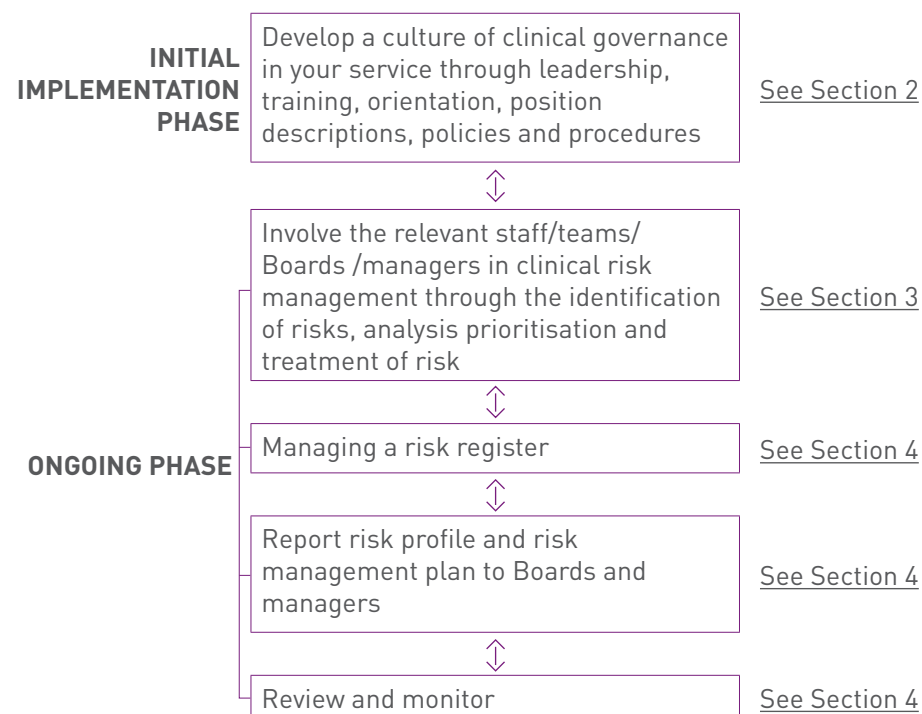 INITIAL
IMPLEMENTATION
PHASE
Develop a culture of clinical governance
in your service through leadership,
training, orientation, position
descriptions, policies and procedures
See Section 2
Involve the relevant staff/teams/
Boards /managers in clinical risk
management through the identification
of risks, analysis prioritisation and
treatment of risk
See Section 3
ONGOING PHASE
Managing a risk register
See Section 4
Report risk profile and risk
management plan to Boards and
managers
See Section 4
Review and monitor
See Section 4